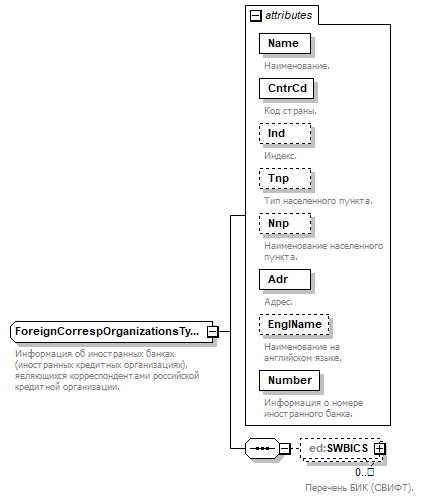 attributes
Name
Наименование.
CntrCd
Код страны.
Ind
Индекс.
Tnp
Тип населенного пункта.
Nnp
Наименование населенного
пункта.
Adr
Адрес.
EnglName
Наименование на
английском языке.
Number
Информация о номере
иностранного банка.
ForeignCorrespOrganizationsTy...
Информация об иностранных банках
(иностранных кредитных организациях),
являющихся корреспондентами российской
кредитной организации.
ed:SWBICS
0..
Перечень БИК (СВИФТ).